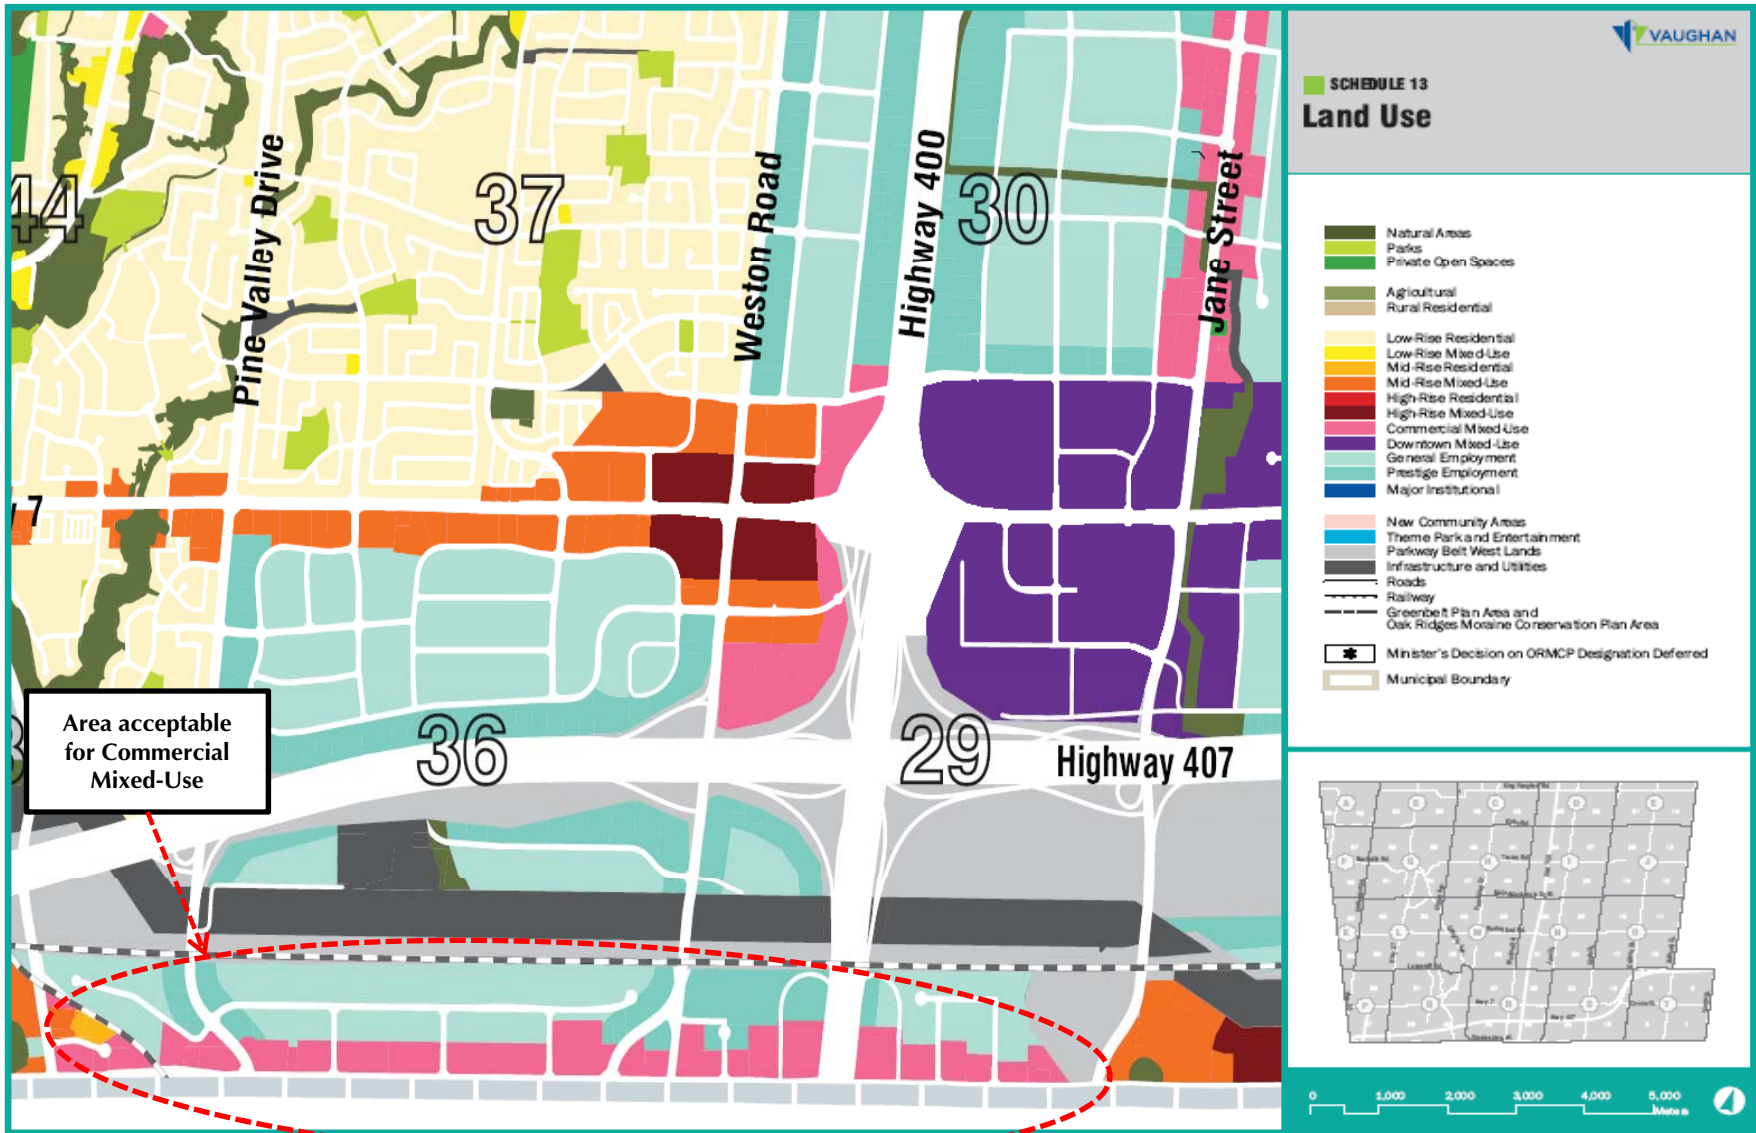 VAUGHAN
SCHEDULE 13
Land Use
Natural Areas
Parks
Private Open Spaces
Agricultural
Rural Residential
Low-Rise Residential
Low-Rise Mixed-Use
Mid-Rise Residential
Mid-Rise Mixed-Use
High-Rise Residential
High-Rise Mixed-Use
Commercial Mixed-Use
Downtown Mixed-Use
General Employment
Prestige Employment
Major Institutional
New Community Areas
Theme Park and Entertainment
Parkway Belt West Lands
Infrastructure and Utilities
Roads
Railway
Greenbelt Plan Area and
Oak Ridges Moraine Conservation Plan Area
Minister's Decision on ORMCP Designation Deferred
Municipal Boundary
44
Pine Valley Drive
37
Weston Road
Highway 400
30
Jane Street
7
Area acceptable
for Commercial
Mixed-Use
36
29
Highway 407
0 1,000 2,000 3,000 4,000 5,000
Meters